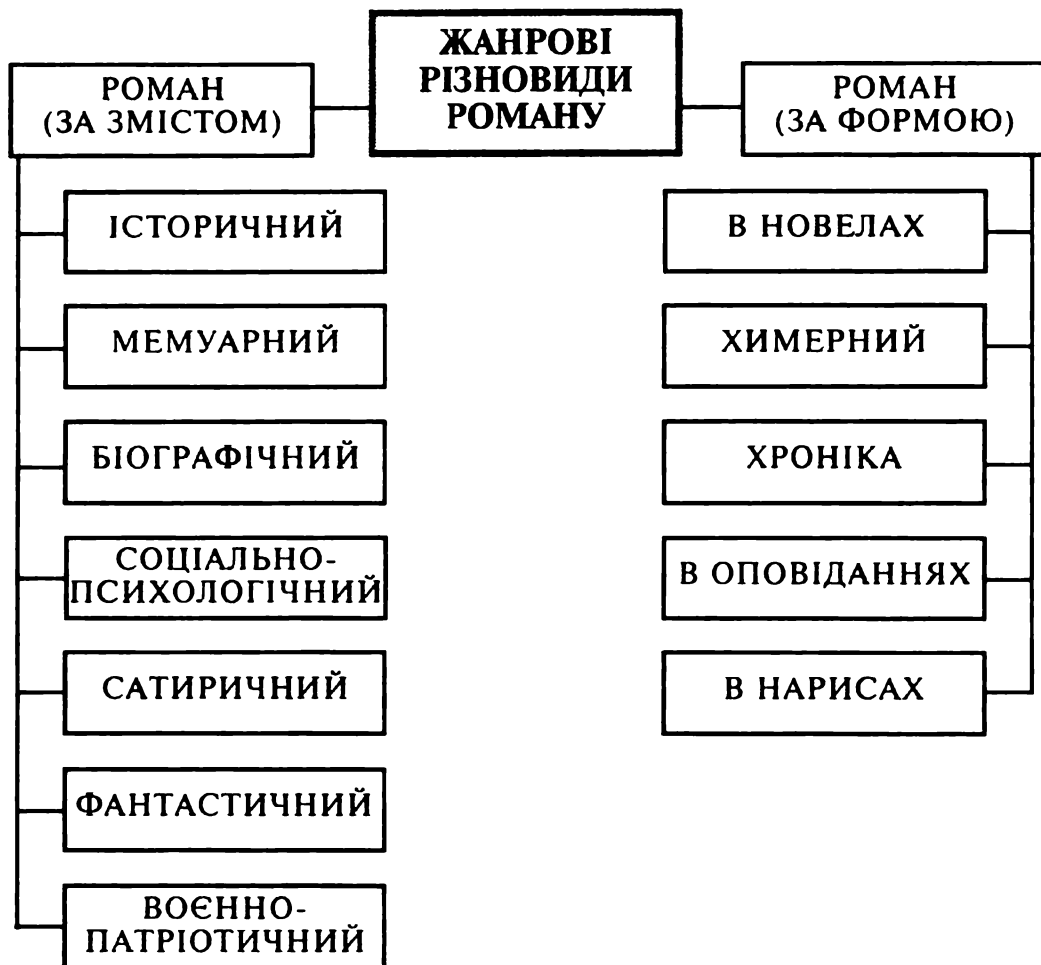 ЖАНРОВІ
РІЗНОВИДИ
РОМАНУ
РОМАН
(ЗА ЗМІСТОМ)
ІСТОРИЧНИЙ
МЕМУАРНИЙ
БІОГРАФІЧНИЙ
СОЦІАЛЬНО-
ПСИХОЛОГІЧНИЙ
САТИРИЧНИЙ
ФАНТАСТИЧНИЙ
ВОЄННО-
ПАТРІОТИЧНИЙ
РОМАН
(ЗА ФОРМОЮ)
В НОВЕЛАХ
ХИМЕРНИЙ
ХРОНІКА
В ОПОВІДАННЯХ
В НАРИСАХ